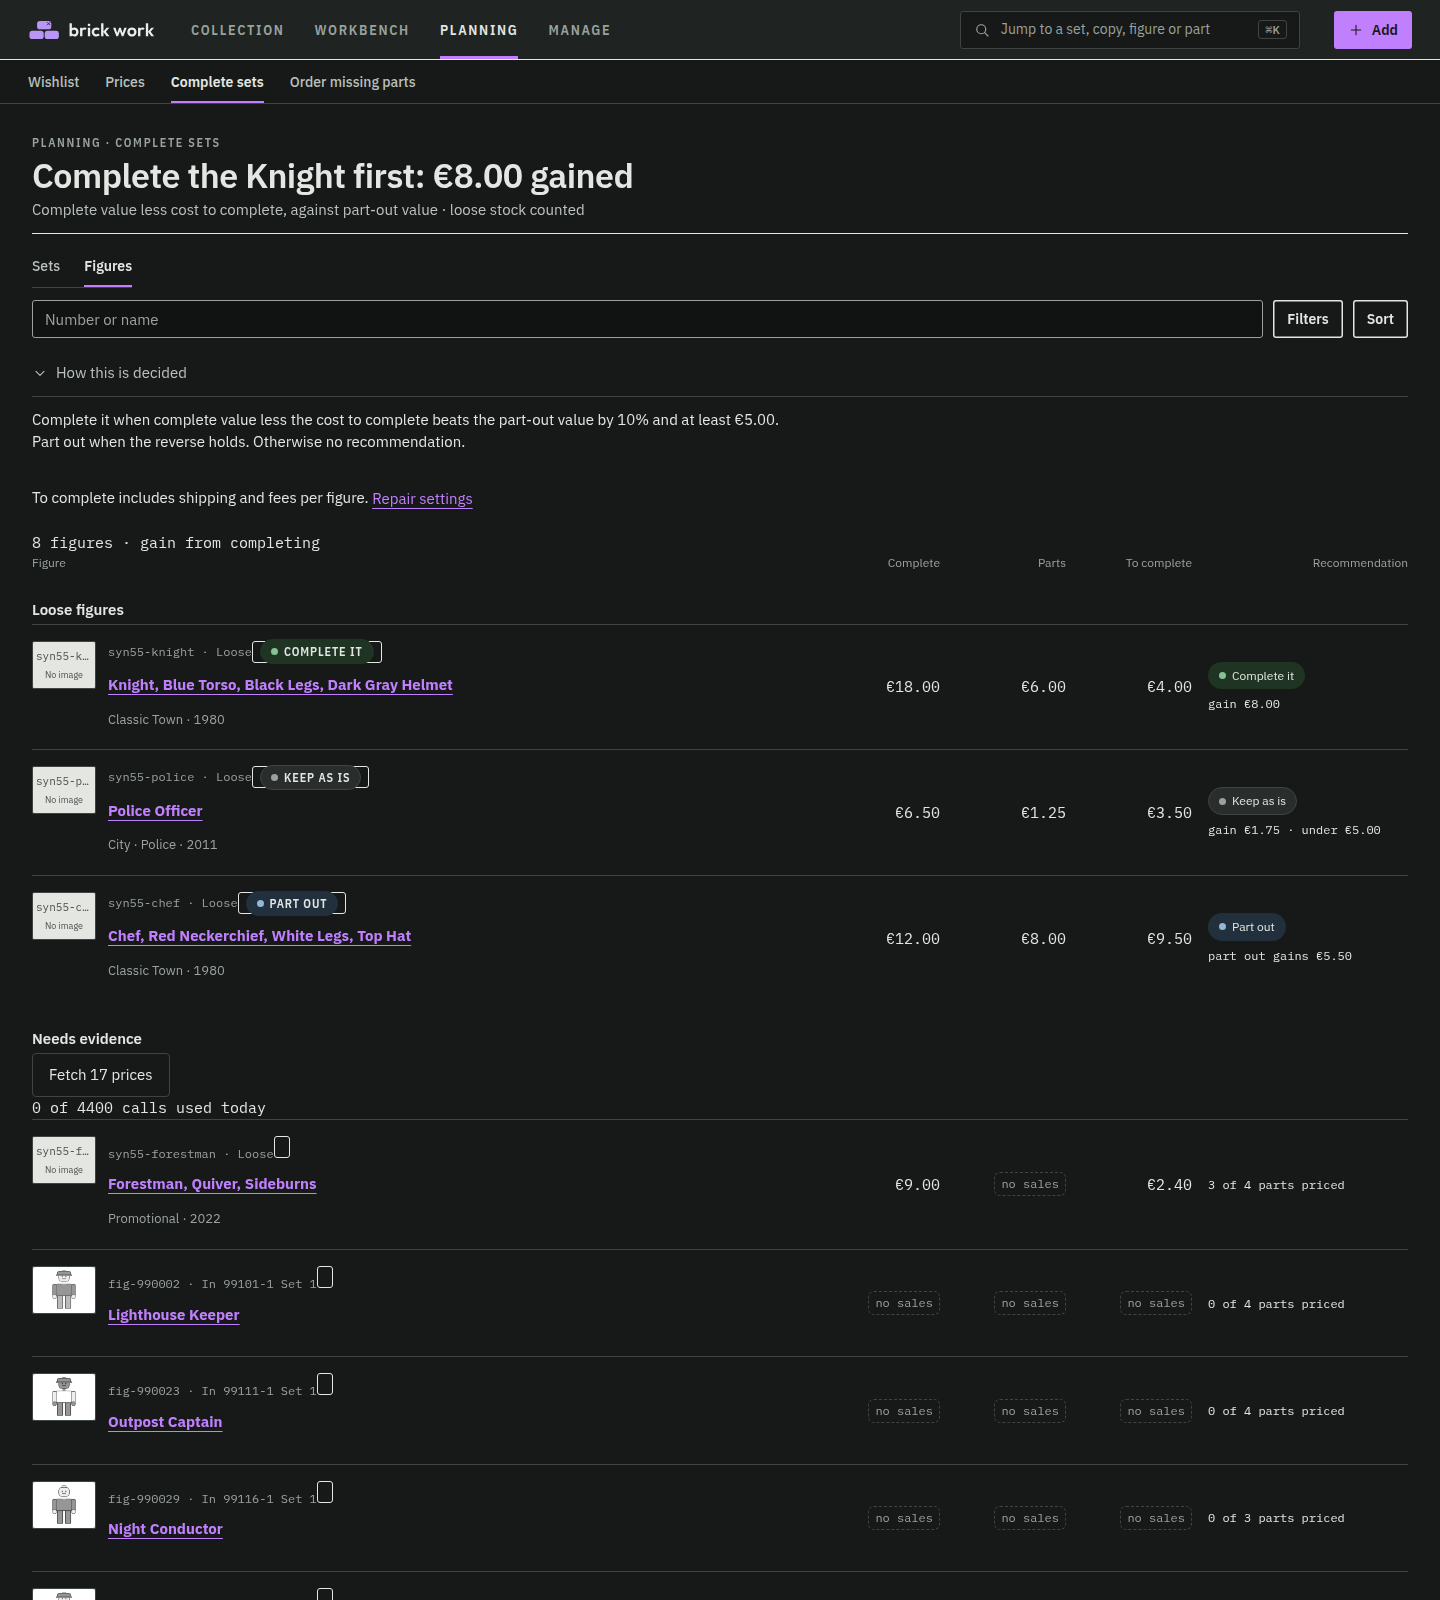 brick work
COLLECTION
WORKBENCH
PLANNING
MANAGE
Jump to a set, copy, figure or part
⌘K
+ Add
Wishlist
Prices
Complete sets
Order missing parts
PLANNING · COMPLETE SETS
Complete the Knight first: €8.00 gained
Complete value less cost to complete, against part-out value · loose stock counted
Sets
Figures
Number or name
Filters
Sort
How this is decided
Complete it when complete value less the cost to complete beats the part-out value by 10% and at least €5.00.
Part out when the reverse holds. Otherwise no recommendation.
To complete includes shipping and fees per figure. Repair settings
8 figures · gain from completing
Figure
Complete
Parts
To complete
Recommendation
Loose figures
syn55-k…
No image
syn55-knight · Loose
COMPLETE IT
Knight, Blue Torso, Black Legs, Dark Gray Helmet
Classic Town · 1980
€18.00
€6.00
€4.00
Complete it
gain €8.00
syn55-p…
No image
syn55-police · Loose
KEEP AS IS
Police Officer
City · Police · 2011
€6.50
€1.25
€3.50
Keep as is
gain €1.75 · under €5.00
syn55-c…
No image
syn55-chef · Loose
PART OUT
Chef, Red Neckerchief, White Legs, Top Hat
Classic Town · 1980
€12.00
€8.00
€9.50
Part out
part out gains €5.50
Needs evidence
Fetch 17 prices
0 of 4400 calls used today
syn55-f…
No image
syn55-forestman · Loose
Forestman, Quiver, Sideburns
Promotional · 2022
€9.00
no sales
€2.40
3 of 4 parts priced
fig-990002 · In 99101-1 Set 1
Lighthouse Keeper
no sales
no sales
no sales
0 of 4 parts priced
fig-990023 · In 99111-1 Set 1
Outpost Captain
no sales
no sales
no sales
0 of 4 parts priced
fig-990029 · In 99116-1 Set 1
Night Conductor
no sales
no sales
no sales
0 of 3 parts priced